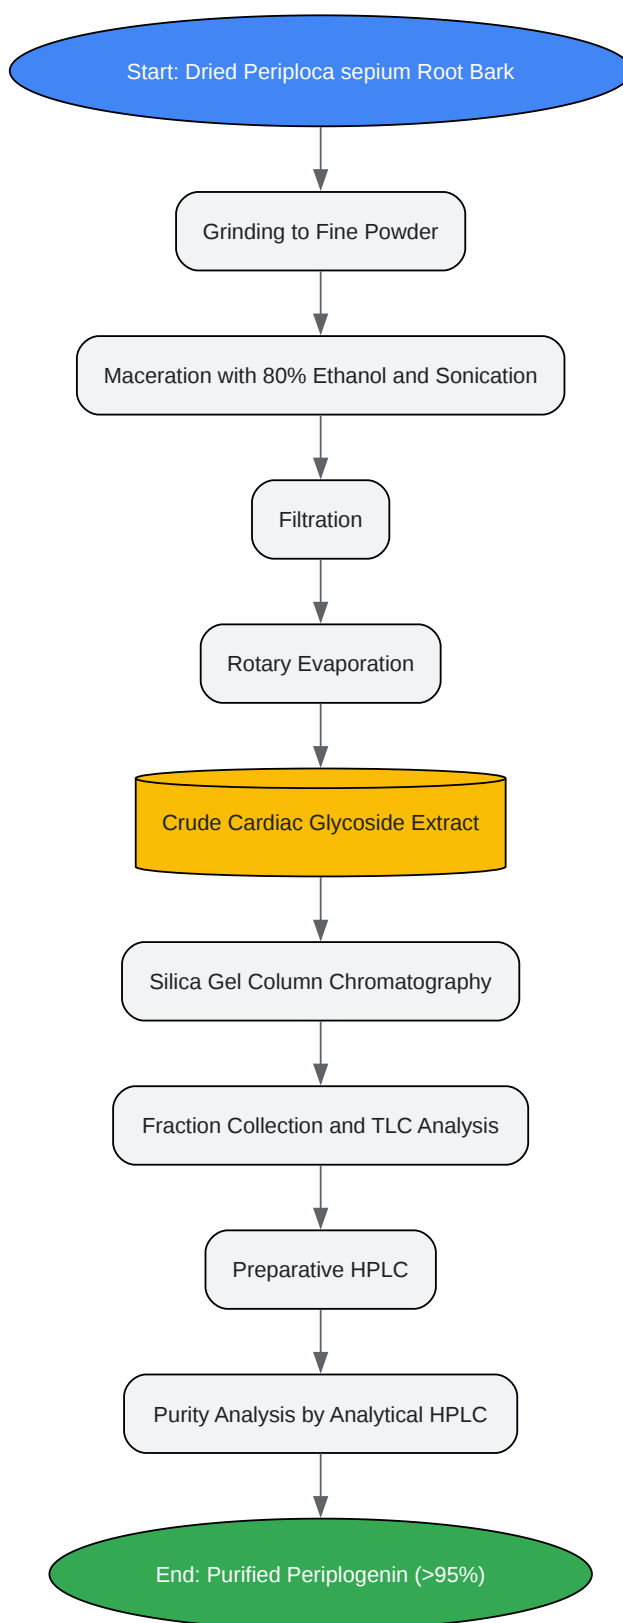 Start: Dried Periploca sepium Root Bark
Grinding to Fine Powder
Maceration with 80% Ethanol and Sonication
Filtration
Rotary Evaporation
Crude Cardiac Glycoside Extract
Silica Gel Column Chromatography
Fraction Collection and TLC Analysis
Preparative HPLC
Purity Analysis by Analytical HPLC
End: Purified Periplogenin (>95%)